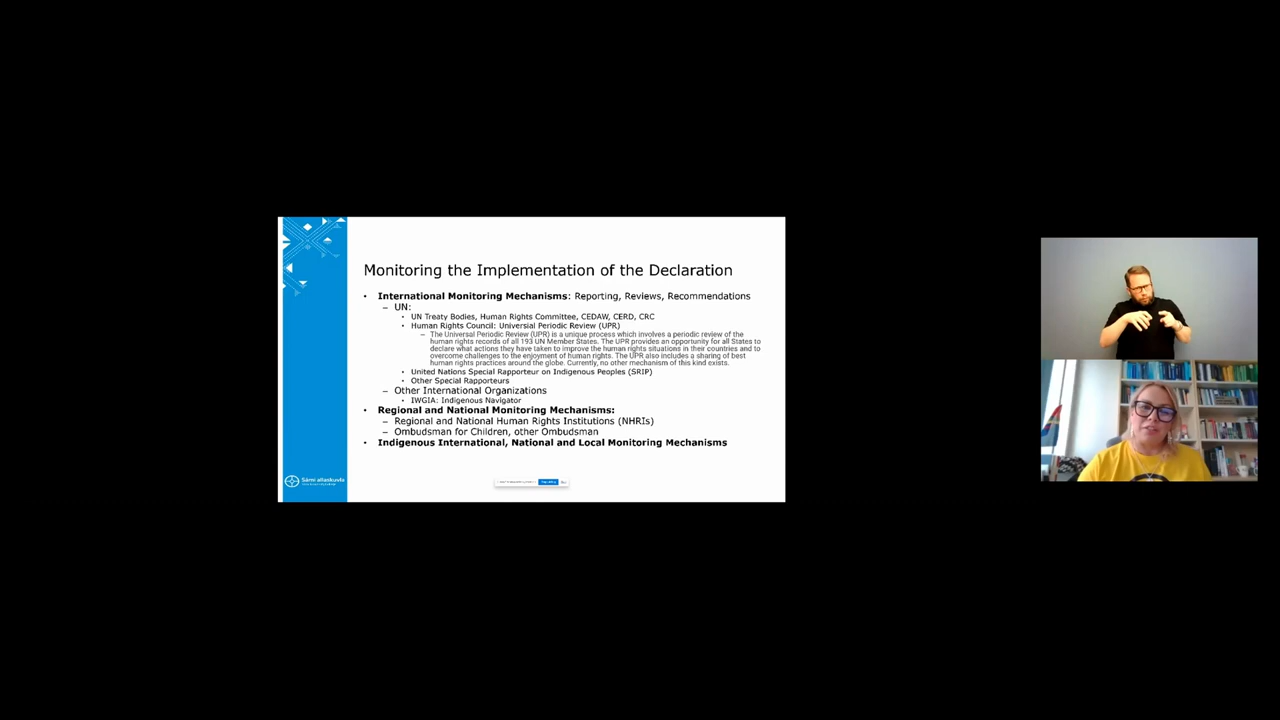 Monitoring the Implementation of the Declaration
• International Monitoring Mechanisms: Reporting, Reviews, Recommendations
– UN:
• UN Treaty Bodies, Human Rights Committee, CEDAW, CERD, CRC
• Human Rights Council: Universial Periodic Review (UPR)
– The Universal Periodic Review (UPR) is a unique process which involves a periodic review of the
human rights records of all 193 UN Member States. The UPR provides an opportunity for all States to
declare what actions they have taken to improve the human rights situations in their countries and to
overcome challenges to the enjoyment of human rights. The UPR also includes a sharing of best
human rights practices around the globe. Currently, no other mechanism of this kind exists.
• United Nations Special Rapporteur on Indigenous Peoples (SRIP)
• Other Special Rapporteurs
– Other International Organizations
• IWGIA: Indigenous Navigator
• Regional and National Monitoring Mechanisms:
– Regional and National Human Rights Institutions (NHRIs)
– Ombudsman for Children, other Ombudsman
• Indigenous International, National and Local Monitoring Mechanisms
Sámi allaskuvla